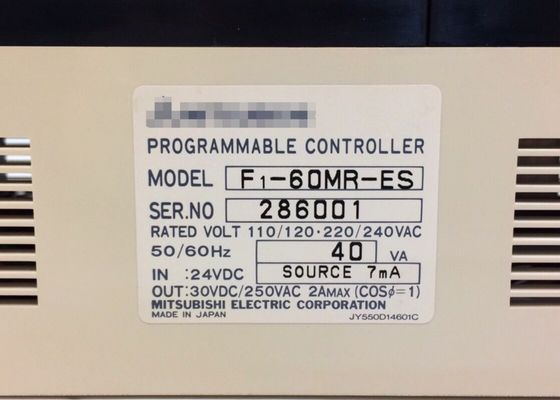 PROGRAMMABLE CONTROLLER
MODEL F1-60MR-ES
SER.NO 286001
RATED VOLT 110/120·220/240VAC
50/60Hz 40 VA
IN :24VDC SOURCE 7mA
OUT:30VDC/250VAC 2AMAX (COSφ=1)
MITSUBISHI ELECTRIC CORPORATION
MADE IN JAPAN JY550D14601C